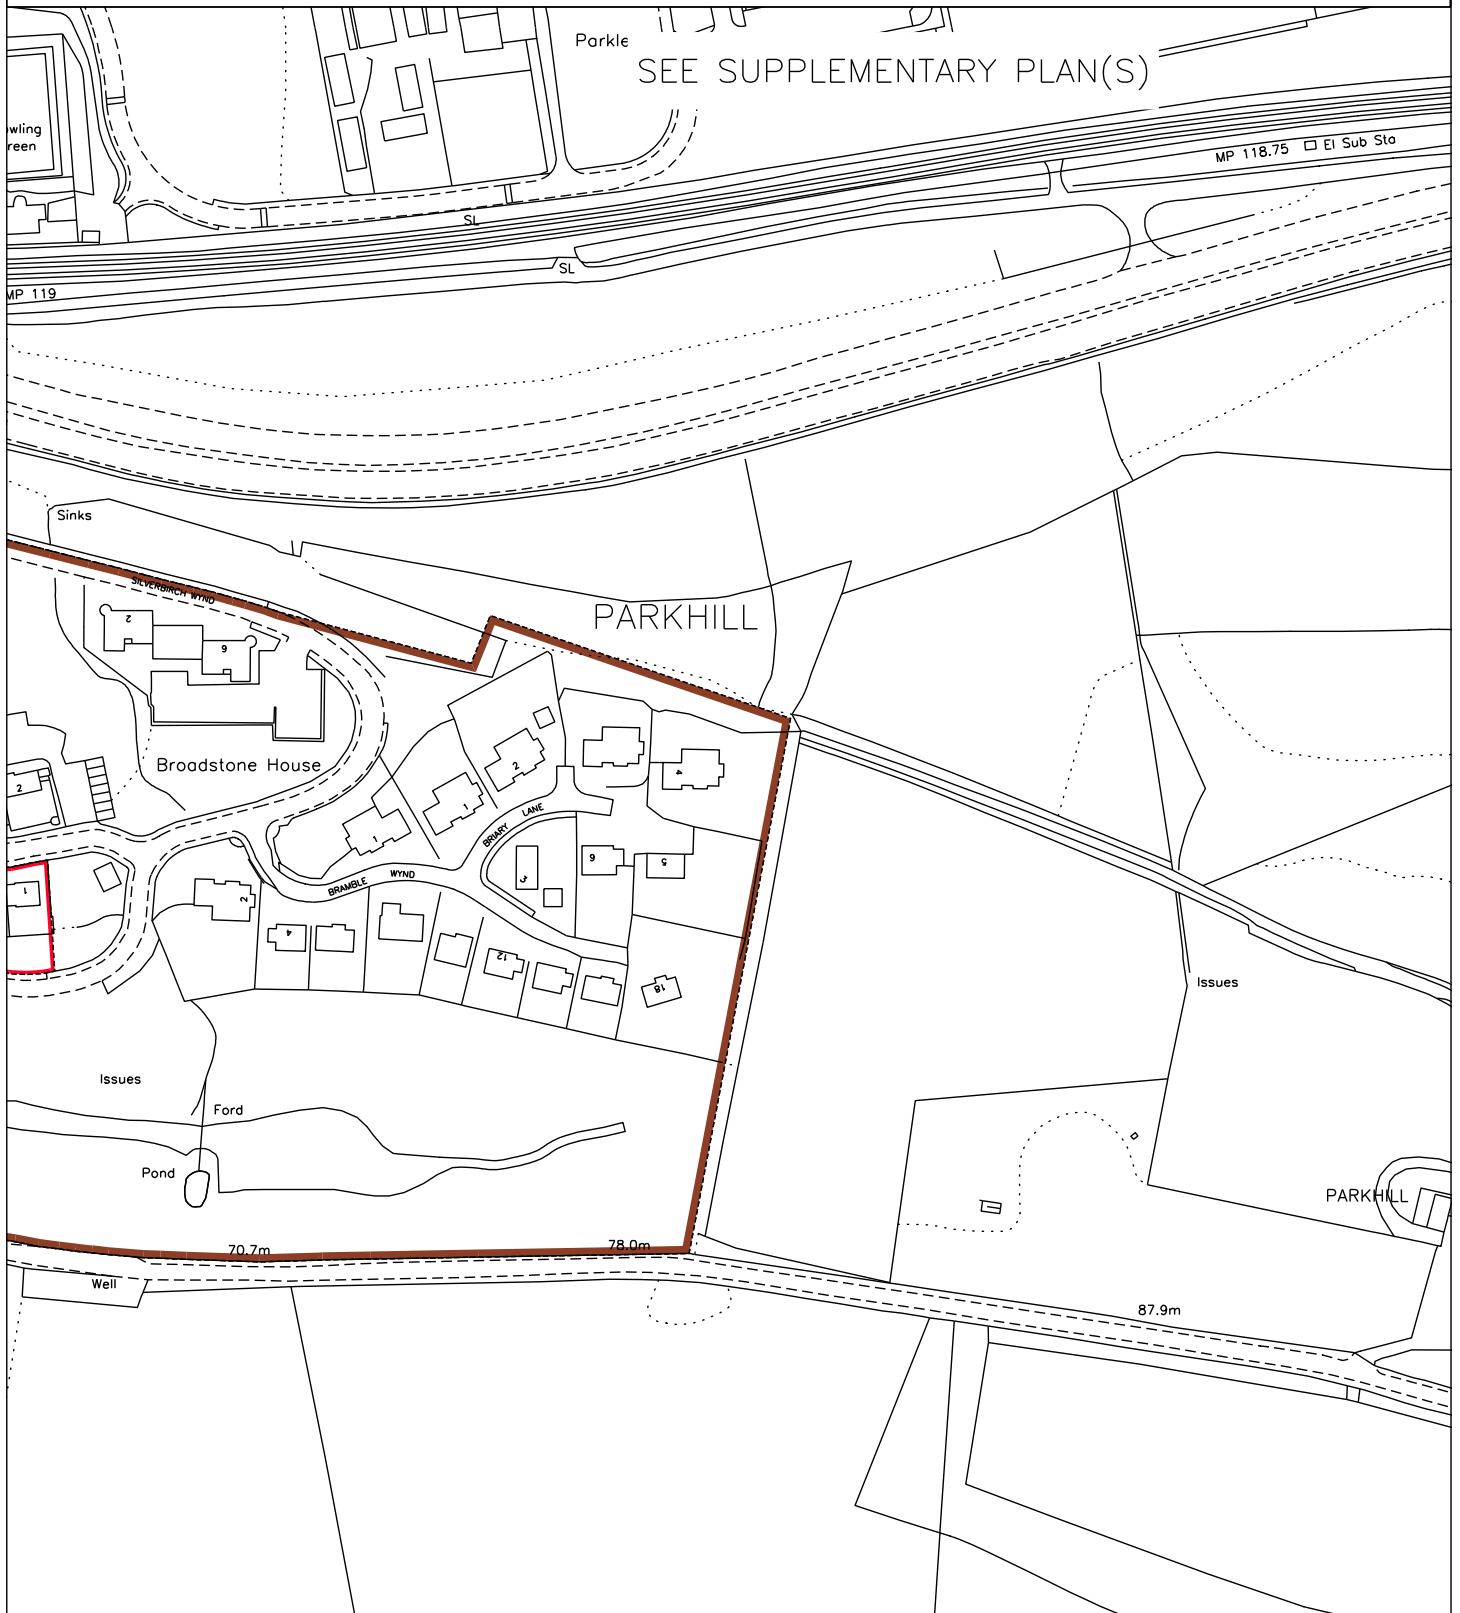 Parkle
SEE SUPPLEMENTARY PLAN(S)
wling
reen
MP 118.75
El Sub Sta
SL
SL
MP 119
Sinks
SILVERBIRCH WYND
PARKHILL
2
6
Broadstone House
2
2
1
1
4
BRIARY LANE
3
6
5
BRAMBLE WYND
1
2
4
12
18
Issues
Issues
Ford
Pond
PARKHILL
70.7m
78.0m
Well
87.9m